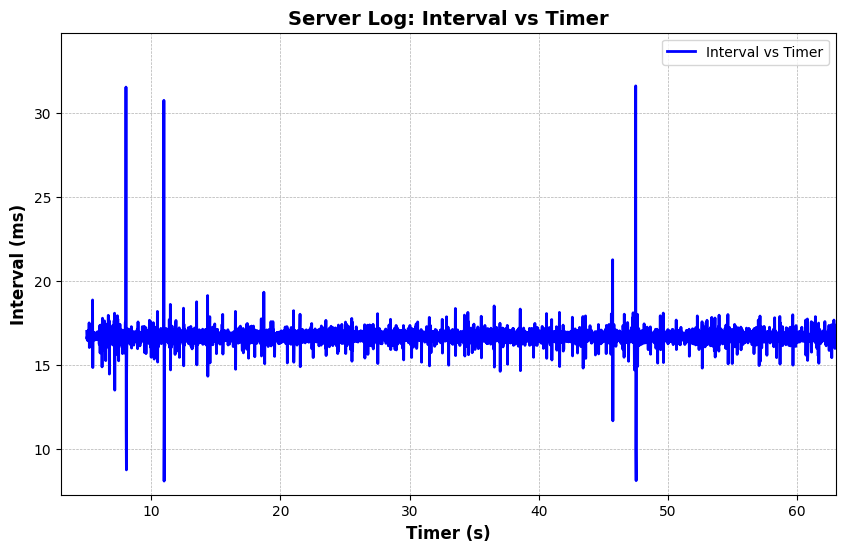 Server Log: Interval vs Timer
Interval vs Timer
30
25
20
15
10
Interval (ms)
10 20 30 40 50 60
Timer (s)